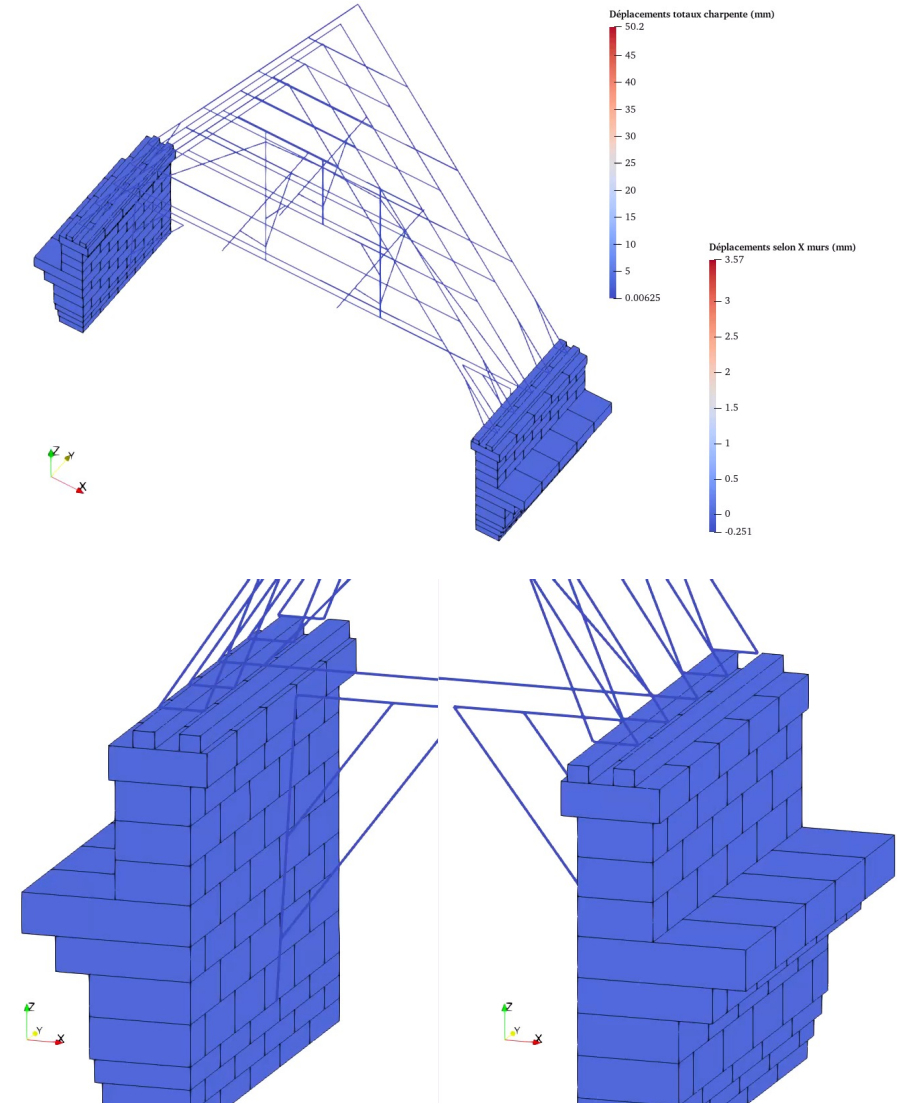 Déplacements totaux charpente (mm)
50.2
45
40
35
30
25
20
15
10
5
0.00625
Déplacements selon X murs (mm)
3.57
3
2.5
2
1.5
1
0.5
0
-0.251
Z
Y
X
Z
Y
X
Z
Y
X